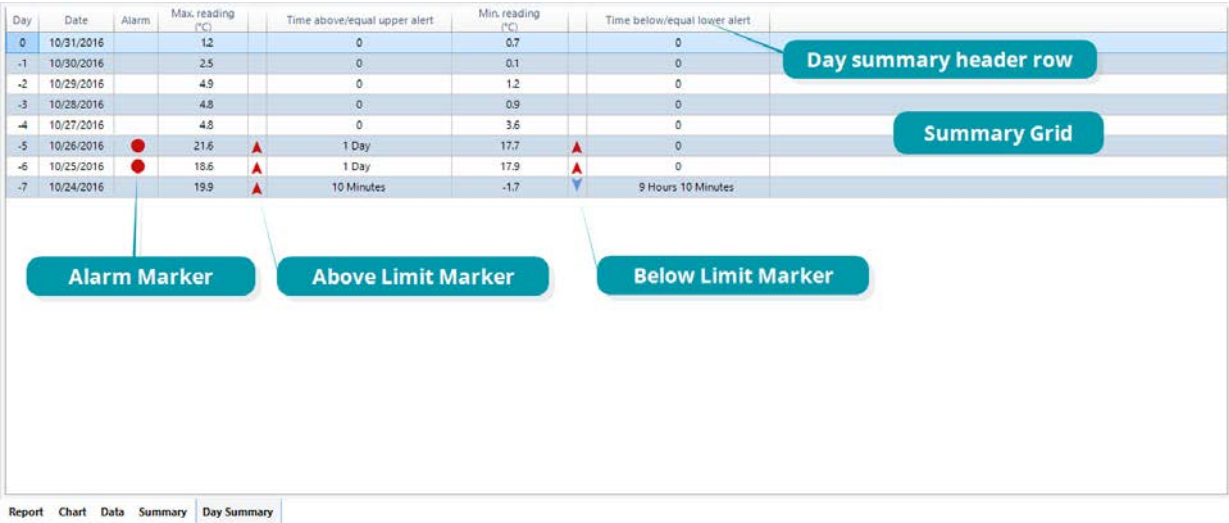 Day Date Alarm Max. reading (°C) Time above/equal upper alert Min. reading (°C) Time below/equal lower alert
0 10/31/2016 1.2 0 0.7 0
-1 10/30/2016 2.5 0 0.1 0
-2 10/29/2016 4.9 0 1.2 0
-3 10/28/2016 4.8 0 0.9 0
-4 10/27/2016 4.8 0 3.6 0
-5 10/26/2016 21.6 1 Day 17.7 0
-6 10/25/2016 18.6 1 Day 17.9 0
-7 10/24/2016 19.9 10 Minutes -1.7 9 Hours 10 Minutes
Day summary header row
Summary Grid
Alarm Marker
Above Limit Marker
Below Limit Marker
Report Chart Data Summary Day Summary